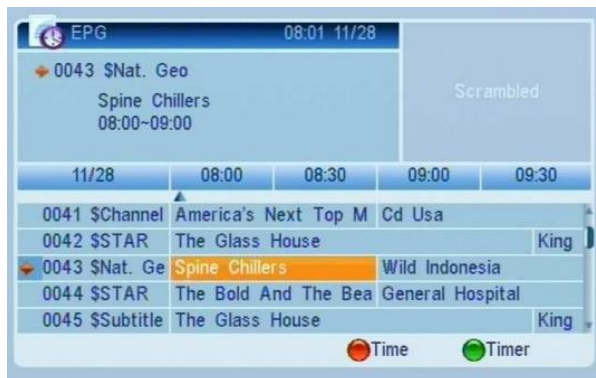 EPG 08:01 11/28
0043 $Nat. Geo
Spine Chillers
08:00~09:00
Scrambled
11/28 08:00 08:30 09:00 09:30
0041 $Channel America's Next Top M Cd Usa
0042 $STAR The Glass House King
0043 $Nat. Ge Spine Chillers Wild Indonesia
0044 $STAR The Bold And The Bea General Hospital
0045 $Subtitle The Glass House King
Time Timer